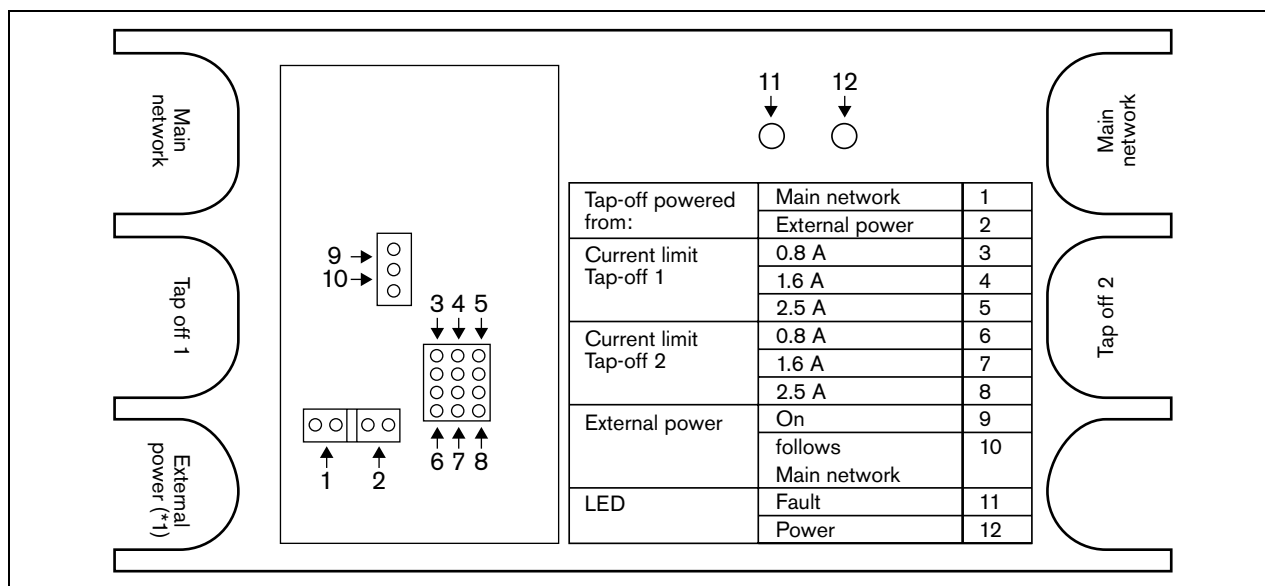 Main
network
Tap off 1
External
power (*1)
9
10
3 4 5
6 7 8
1 2
11 12
Tap-off powered
from:
Main network 1
External power 2
Current limit
Tap-off 1
0.8 A 3
1.6 A 4
2.5 A 5
Current limit
Tap-off 2
0.8 A 6
1.6 A 7
2.5 A 8
External power
On 9
follows 10
Main network
LED
Fault 11
Power 12
Main
network
Tap off 2